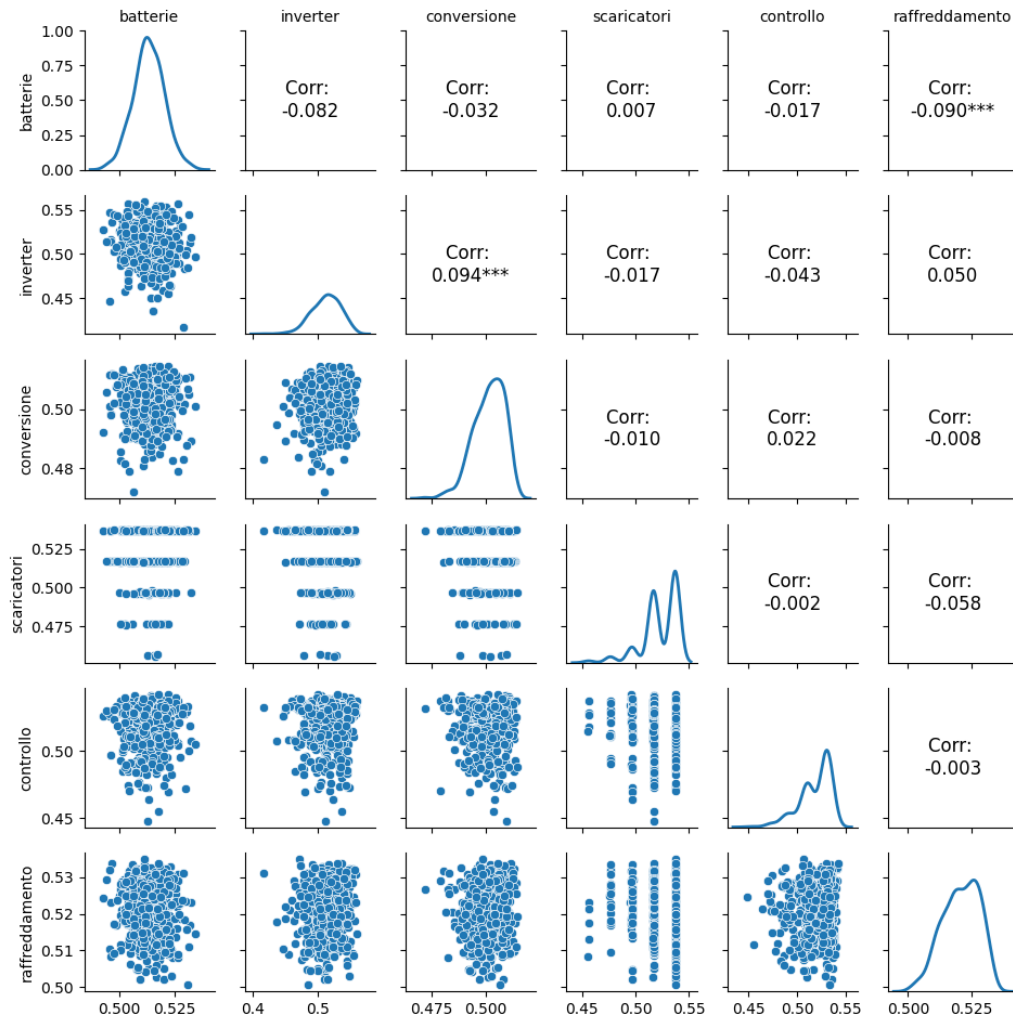 batterie inverter conversione scaricatori controllo raffreddamento
1.00
0.75
0.50
0.25
0.00
batterie
Corr:
-0.082
Corr:
-0.032
Corr:
0.007
Corr:
-0.017
Corr:
-0.090***
0.55
0.50
0.45
inverter
Corr:
0.094***
Corr:
-0.017
Corr:
-0.043
Corr:
0.050
0.50
0.48
conversione
Corr:
-0.010
Corr:
0.022
Corr:
-0.008
0.525
0.500
0.475
scaricatori
Corr:
-0.002
Corr:
-0.058
0.50
0.45
controllo
Corr:
-0.003
0.53
0.52
0.51
0.50
raffreddamento
0.500 0.525 0.4 0.5 0.475 0.500 0.45 0.50 0.55 0.45 0.50 0.55 0.500 0.525